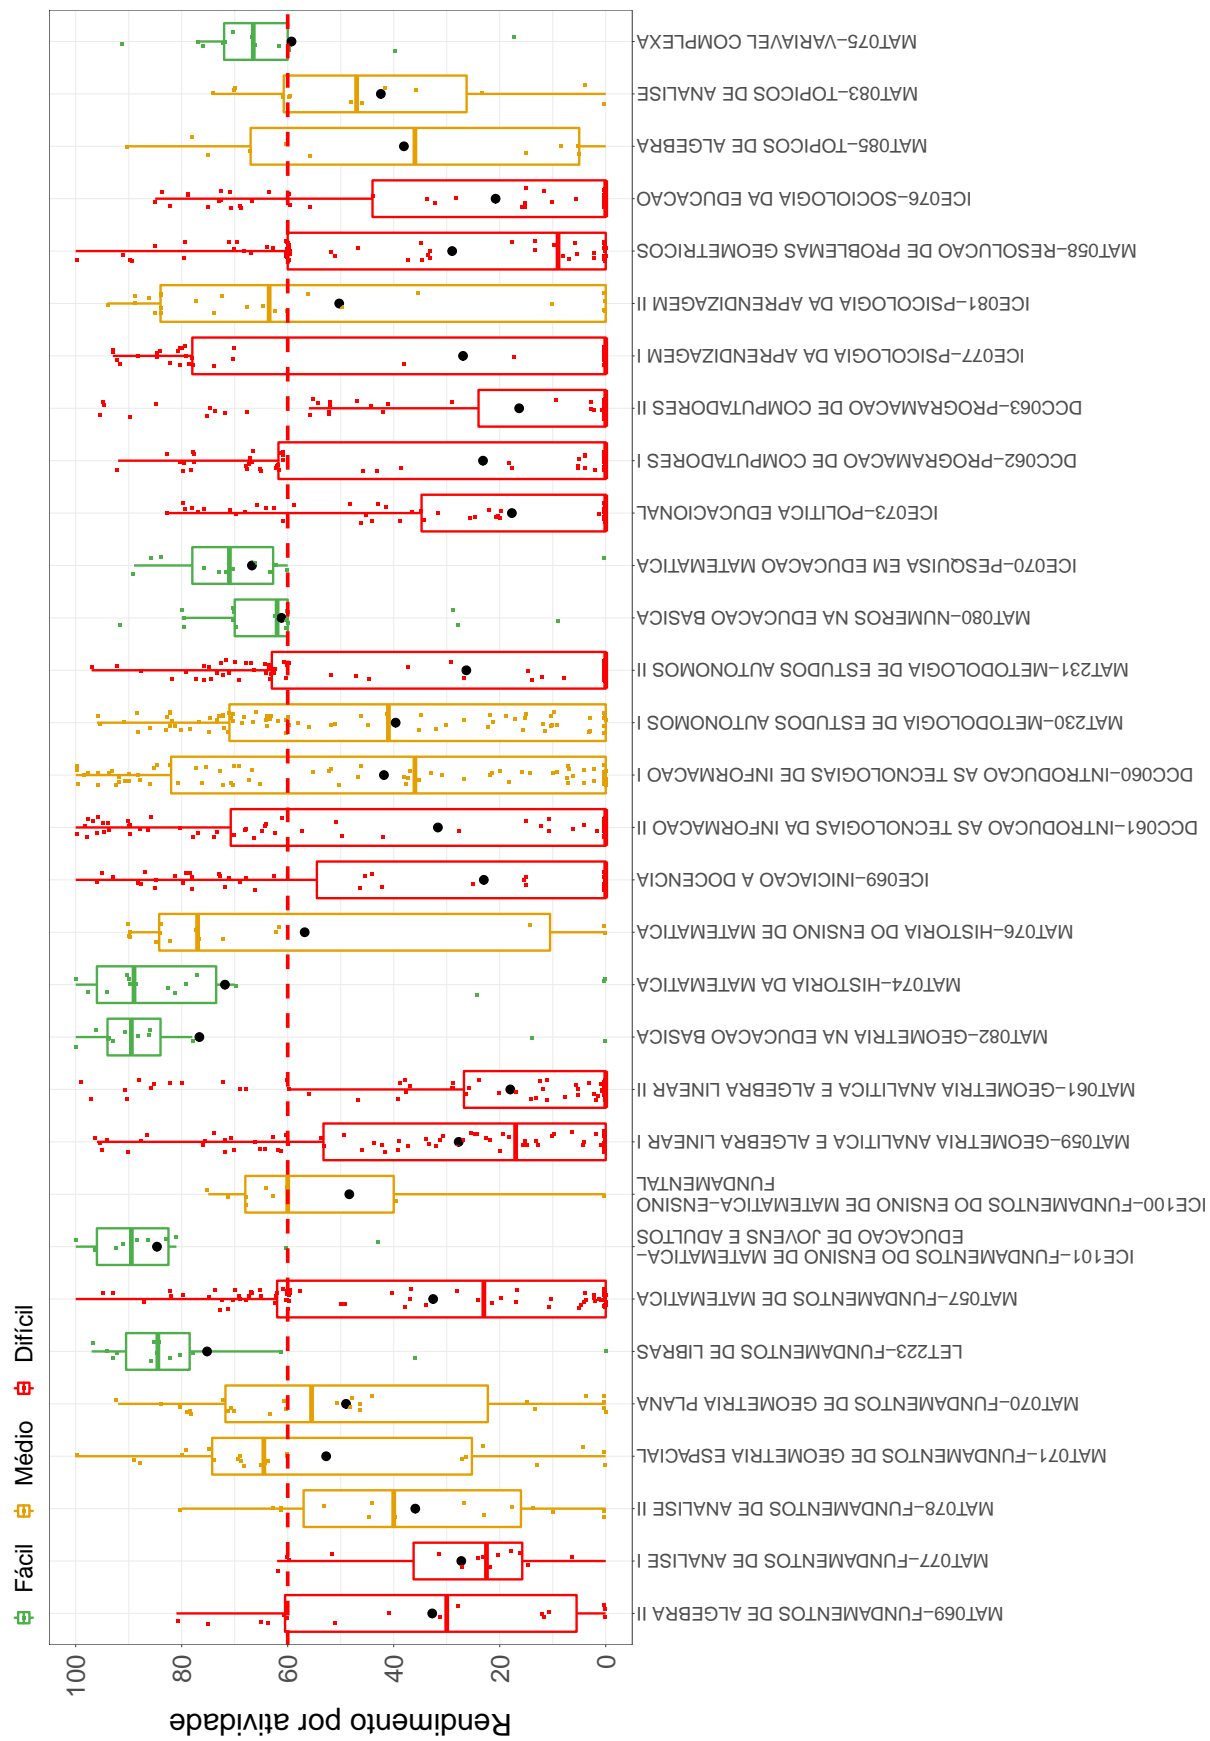 Fácil
Médio
Difícil
Rendimento por atividade
0
20
40
60
80
100
MAT075−VARIAVEL COMPLEXA
MAT083−TOPICOS DE ANALISE
MAT085−TOPICOS DE ALGEBRA
ICE076−SOCIOLOGIA DA EDUCACAO
MAT058−RESOLUCAO DE PROBLEMAS GEOMETRICOS
ICE081−PSICOLOGIA DA APRENDIZAGEM II
ICE077−PSICOLOGIA DA APRENDIZAGEM I
DCC063−PROGRAMACAO DE COMPUTADORES II
DCC062−PROGRAMACAO DE COMPUTADORES I
ICE073−POLITICA EDUCACIONAL
ICE070−PESQUISA EM EDUCACAO MATEMATICA
MAT080−NUMEROS NA EDUCACAO BASICA
MAT231−METODOLOGIA DE ESTUDOS AUTONOMOS II
MAT230−METODOLOGIA DE ESTUDOS AUTONOMOS I
DCC060−INTRODUCAO AS TECNOLOGIAS DE INFORMACAO I
DCC061−INTRODUCAO AS TECNOLOGIAS DA INFORMACAO II
ICE069−INICIACAO A DOCENCIA
MAT076−HISTORIA DO ENSINO DE MATEMATICA
MAT074−HISTORIA DA MATEMATICA
MAT082−GEOMETRIA NA EDUCACAO BASICA
MAT061−GEOMETRIA ANALITICA E ALGEBRA LINEAR II
MAT059−GEOMETRIA ANALITICA E ALGEBRA LINEAR I
ICE100−FUNDAMENTOS DO ENSINO DE MATEMATICA−ENSINO
FUNDAMENTAL
ICE101−FUNDAMENTOS DO ENSINO DE MATEMATICA−
EDUCACAO DE JOVENS E ADULTOS
MAT057−FUNDAMENTOS DE MATEMATICA
LET223−FUNDAMENTOS DE LIBRAS
MAT070−FUNDAMENTOS DE GEOMETRIA PLANA
MAT071−FUNDAMENTOS DE GEOMETRIA ESPACIAL
MAT078−FUNDAMENTOS DE ANALISE II
MAT077−FUNDAMENTOS DE ANALISE I
MAT069−FUNDAMENTOS DE ALGEBRA II